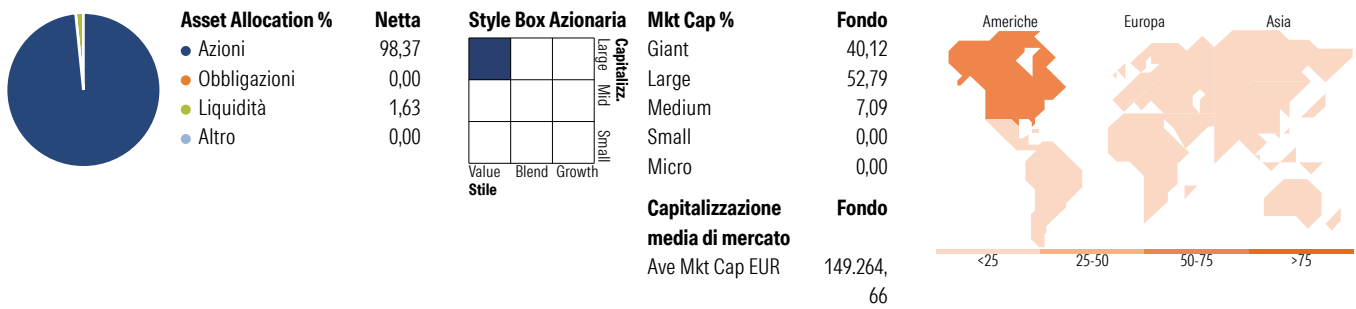 Asset Allocation % Netta
Azioni 98,37
Obbligazioni 0,00
Liquidità 1,63
Altro 0,00
Style Box Azionaria
Large
Mid
Small
Capitalizz.
Value Blend Growth
Stile
Mkt Cap % Fondo
Giant 40,12
Large 52,79
Medium 7,09
Small 0,00
Micro 0,00
Capitalizzazione Fondo
media di mercato
Ave Mkt Cap EUR 149.264,
66
Americhe Europa Asia
<25 25-50 50-75 >75